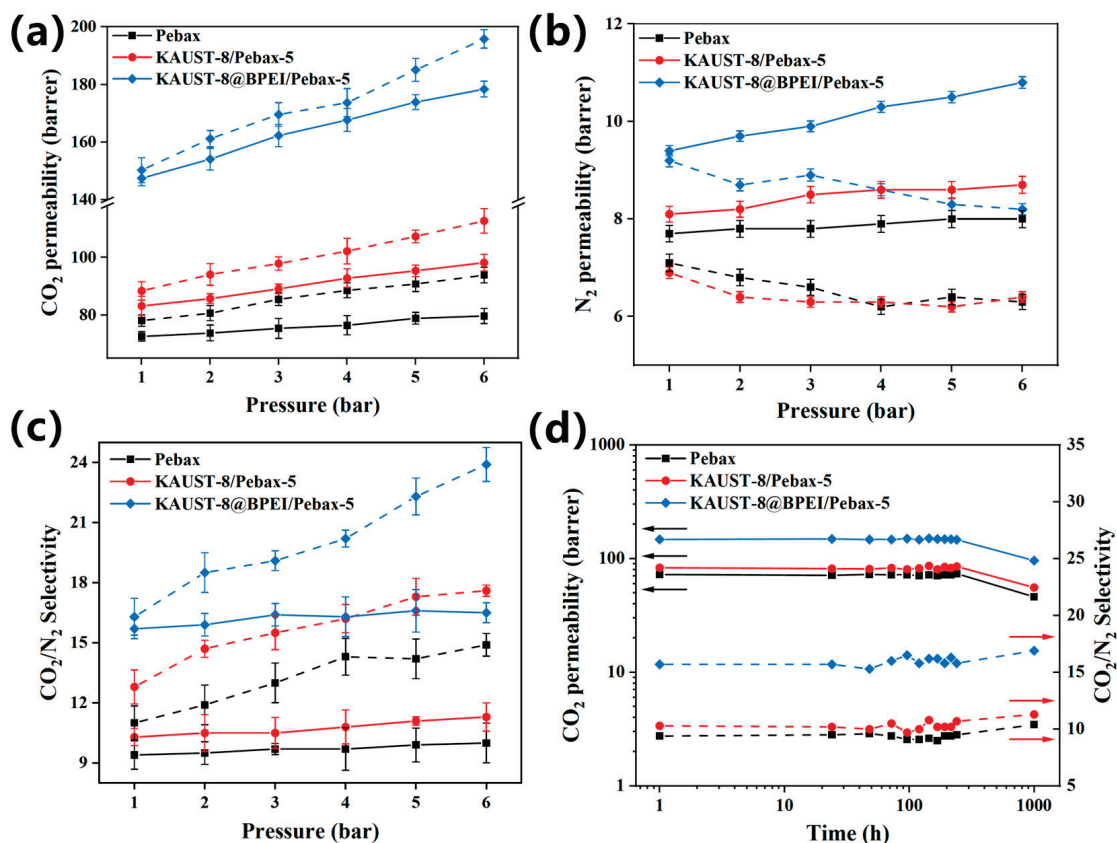 (a)
Pebax
KAUST-8/Pebax-5
KAUST-8@BPEI/Pebax-5
200
180
160
140
100
80
CO₂ permeability (barrer)
1 2 3 4 5 6
Pressure (bar)
(b)
Pebax
KAUST-8/Pebax-5
KAUST-8@BPEI/Pebax-5
12
10
8
6
N₂ permeability (barrer)
1 2 3 4 5 6
Pressure (bar)
(c)
Pebax
KAUST-8/Pebax-5
KAUST-8@BPEI/Pebax-5
24
21
18
15
12
9
CO₂/N₂ Selectivity
1 2 3 4 5 6
Pressure (bar)
(d)
Pebax
KAUST-8/Pebax-5
KAUST-8@BPEI/Pebax-5
1000
100
10
1
CO₂ permeability (barrer)
35
30
25
20
15
10
5
CO₂/N₂ Selectivity
1 10 100 1000
Time (h)